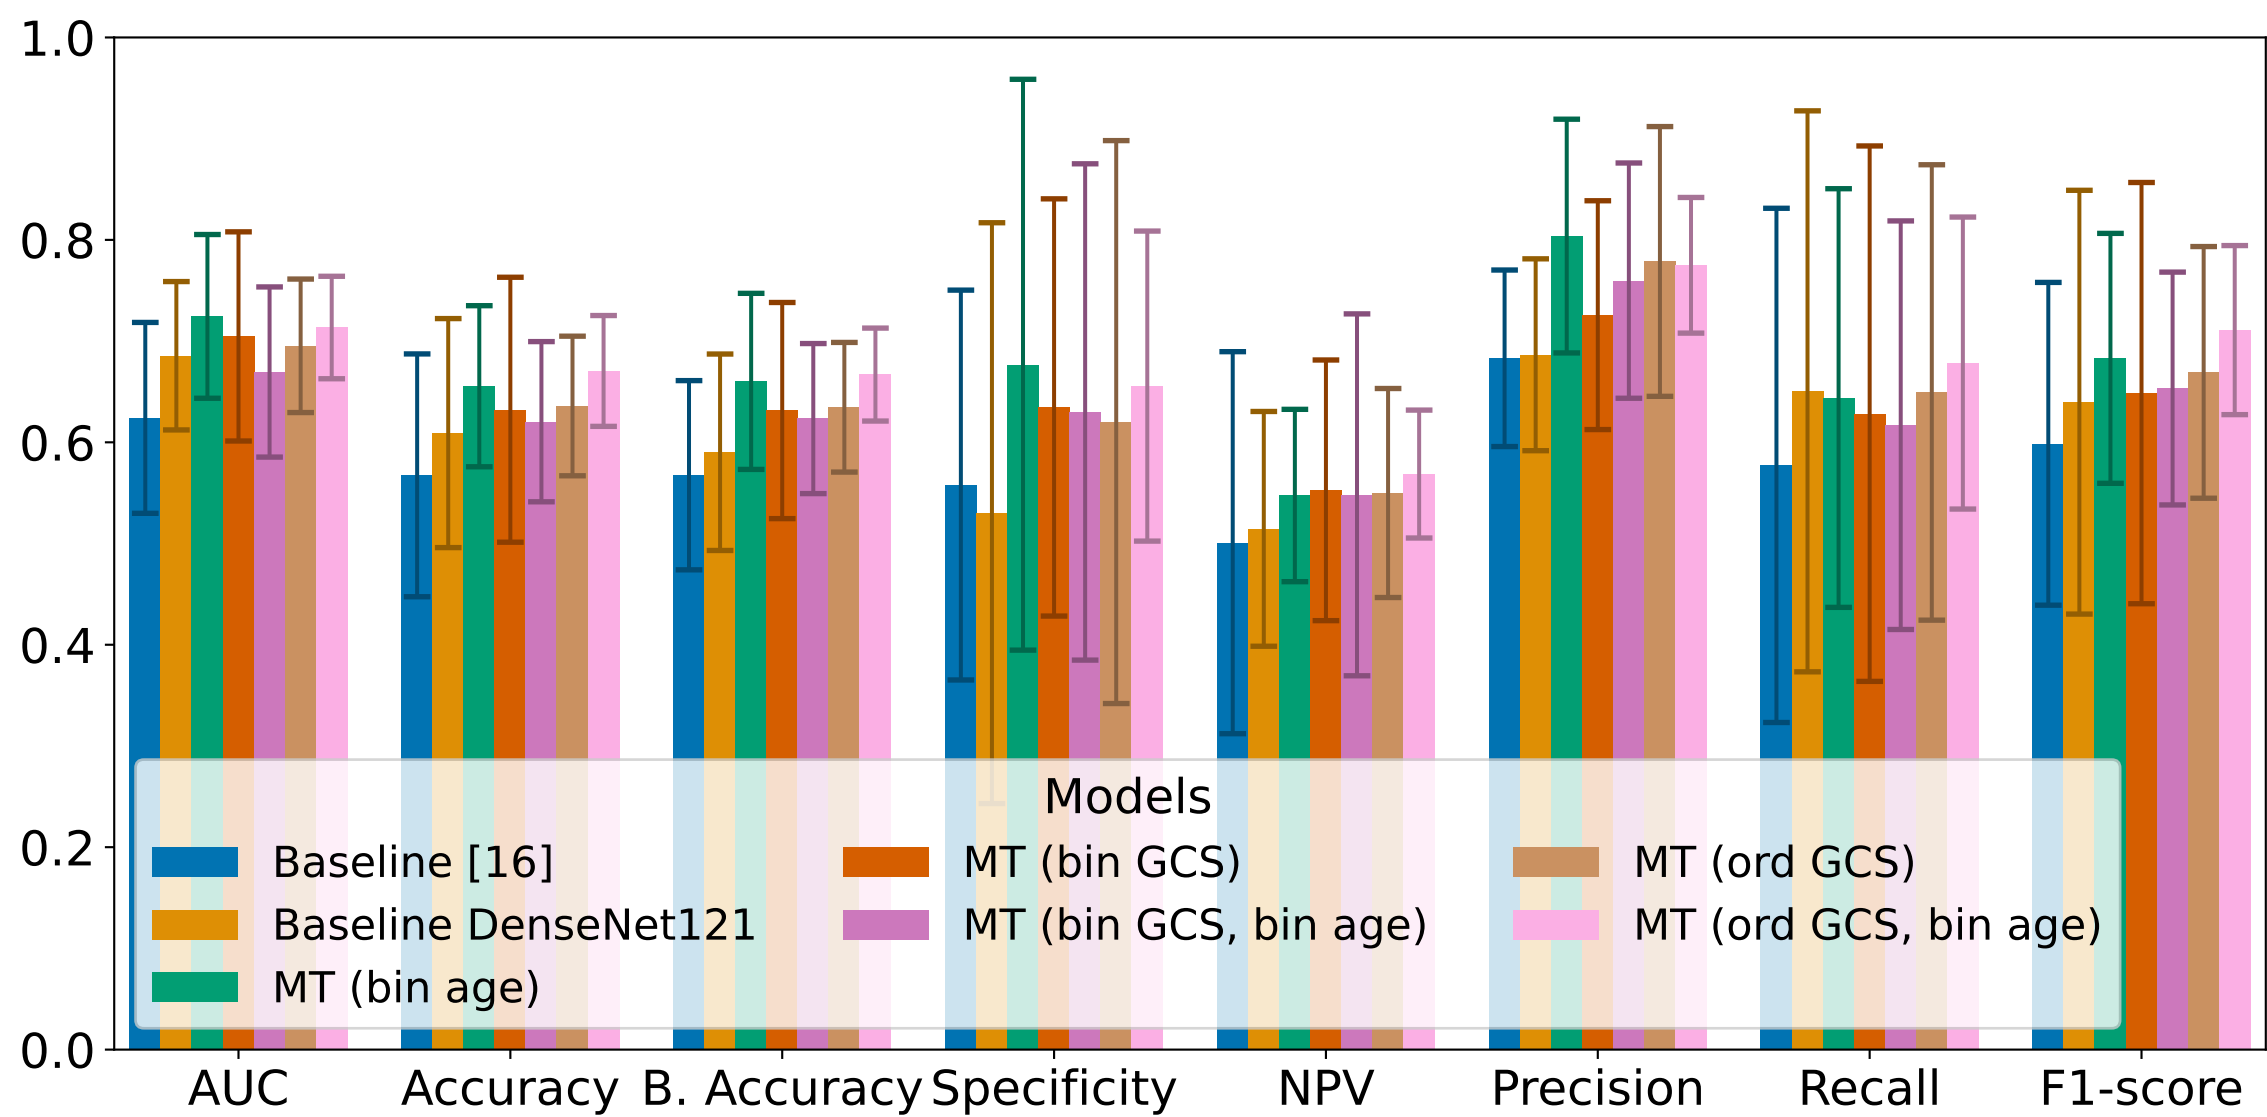 1.0
0.8
0.6
0.4
0.2
0.0
Models
Baseline [16]
Baseline DenseNet121
MT (bin age)
MT (bin GCS)
MT (bin GCS, bin age)
MT (ord GCS)
MT (ord GCS, bin age)
AUC
Accuracy
B. Accuracy
Specificity
NPV
Precision
Recall
F1-score